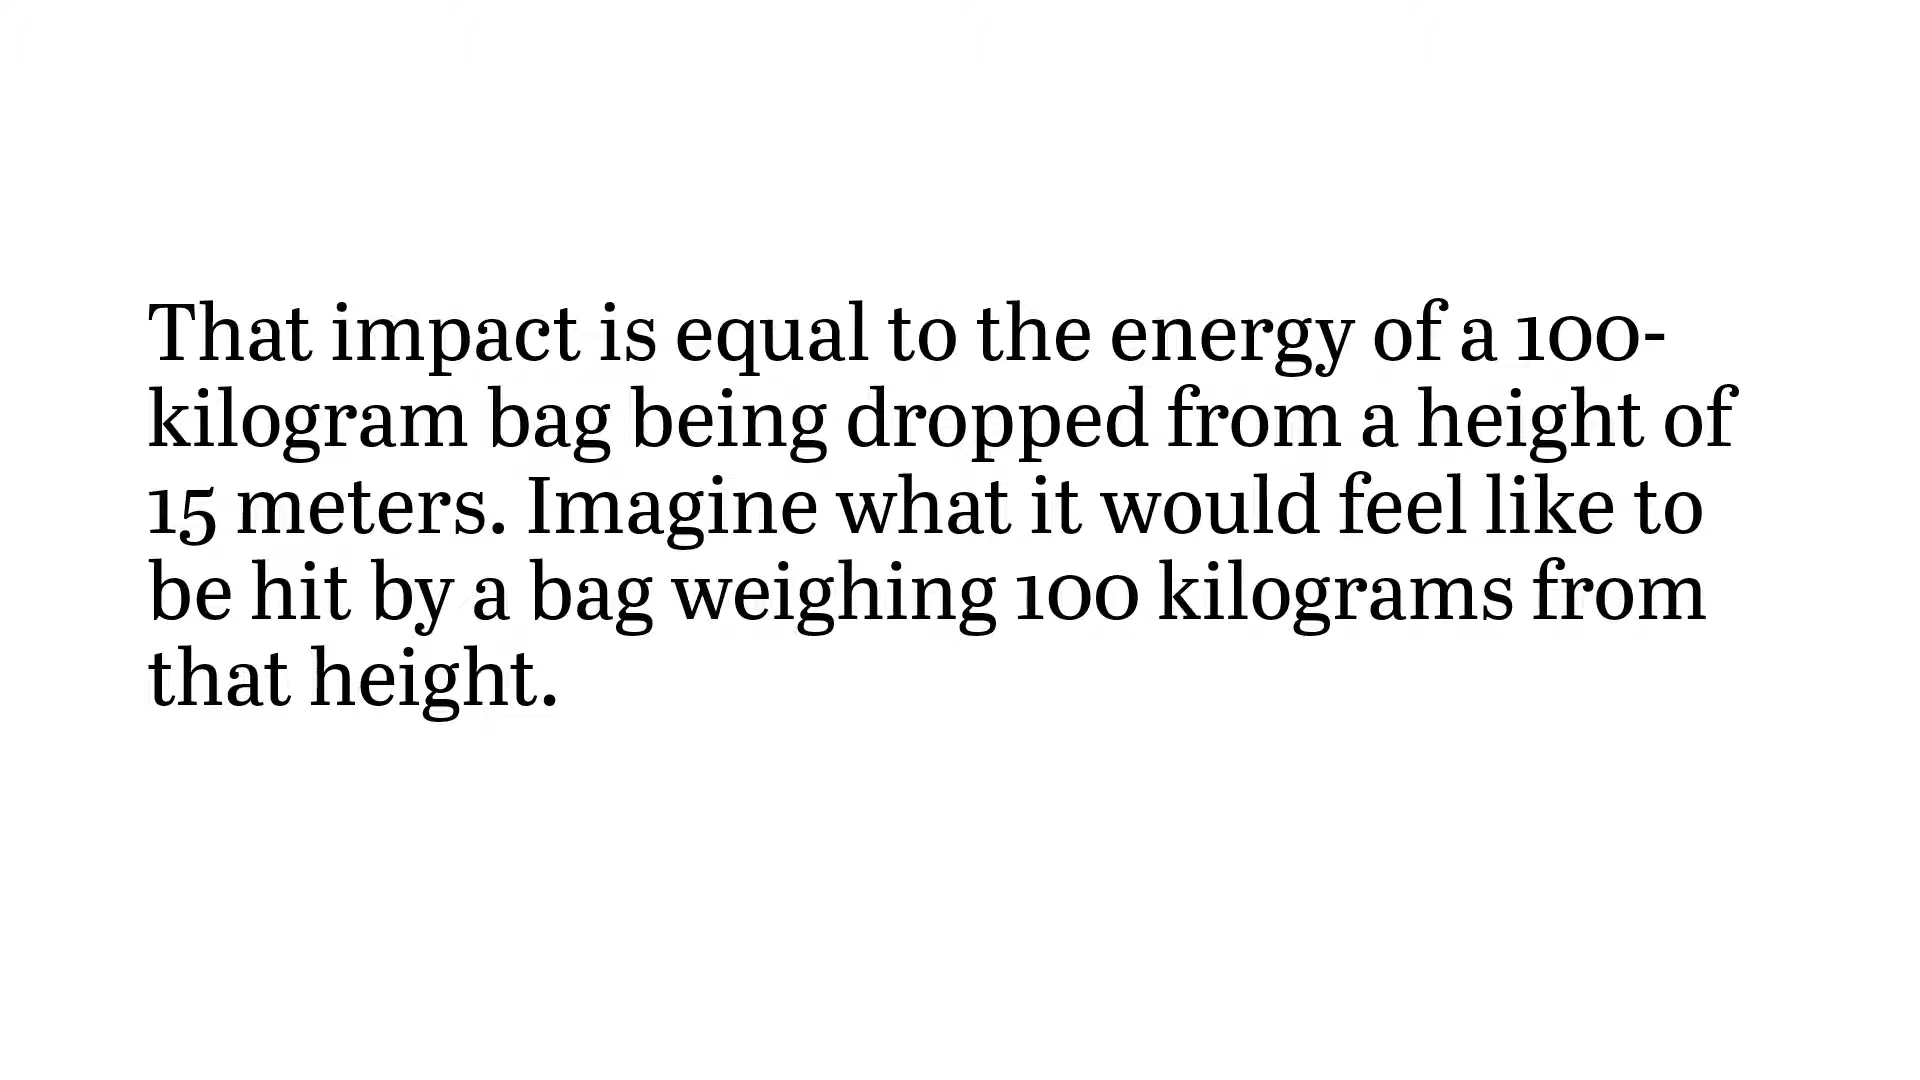 That impact is equal to the energy of a 100-
kilogram bag being dropped from a height of
15 meters. Imagine what it would feel like to
be hit by a bag weighing 100 kilograms from
that height.